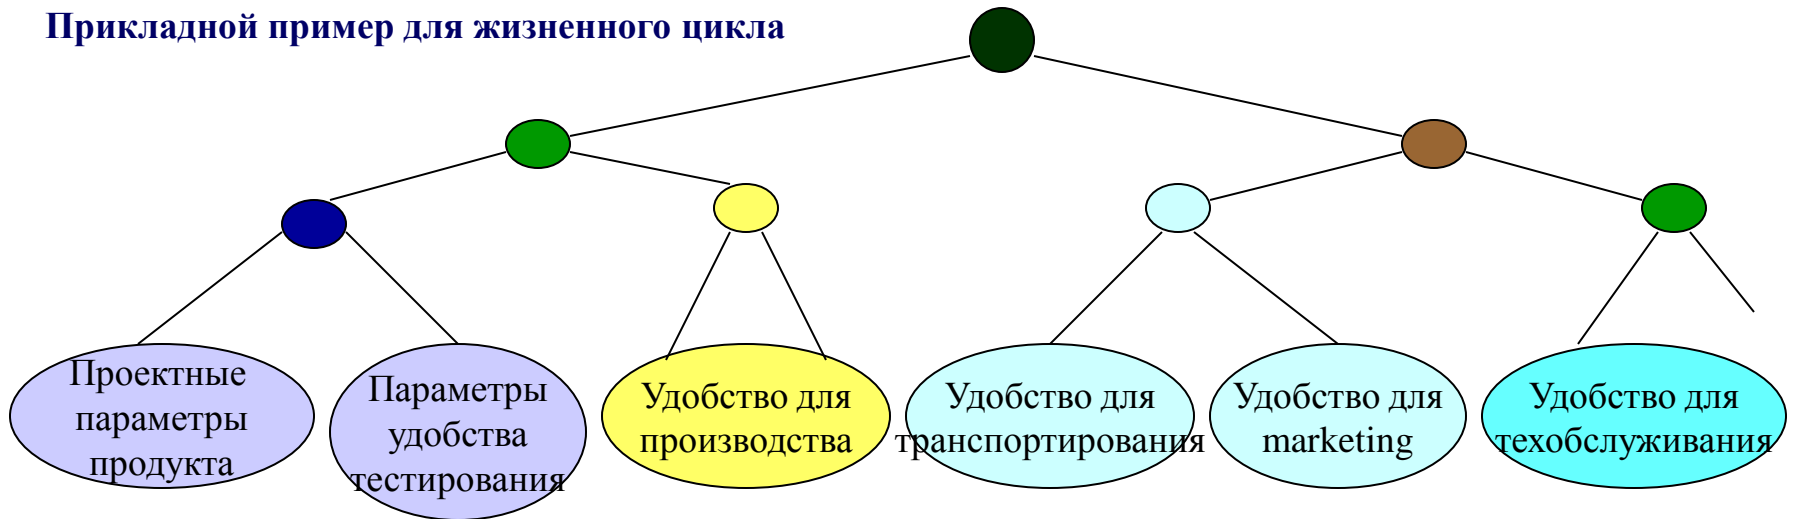 Прикладной пример для жизненного цикла
Проектные
параметры
продукта
Параметры
удобства
тестирования
Удобство для
производства
Удобство для
транспортирования
Удобство для
marketing
Удобство для
техобслуживания